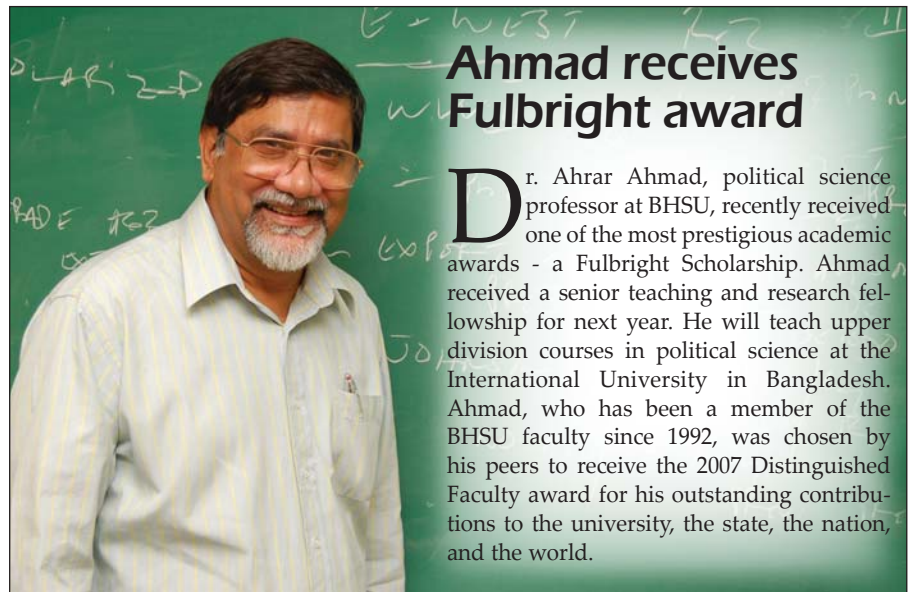 E - WEST
Ahmad receives
Fulbright award
Dr. Ahrar Ahmad, political science
professor at BHSU, recently received
one of the most prestigious academic
awards - a Fulbright Scholarship. Ahmad
received a senior teaching and research fel-
lowship for next year. He will teach upper
division courses in political science at the
International University in Bangladesh.
Ahmad, who has been a member of the
BHSU faculty since 1992, was chosen by
his peers to receive the 2007 Distinguished
Faculty award for his outstanding contribu-
tions to the university, the state, the nation,
and the world.